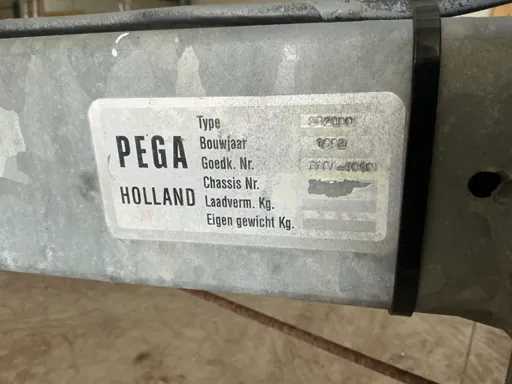 PEGA
HOLLAND
Type
Bouwjaar
Goedk. Nr.
Chassis Nr.
Laadverm. Kg.
Eigen gewicht Kg.